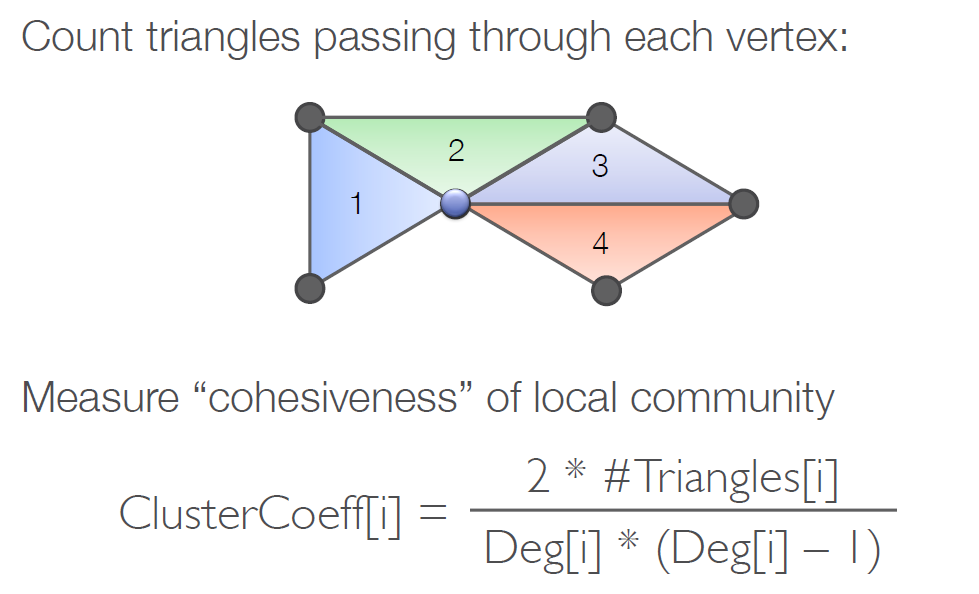 Count triangles passing through each vertex:
2
3
1
4
Measure “cohesiveness” of local community
2 * #Triangles[i]
ClusterCoeff[i] =
Deg[i] * (Deg[i] – 1)